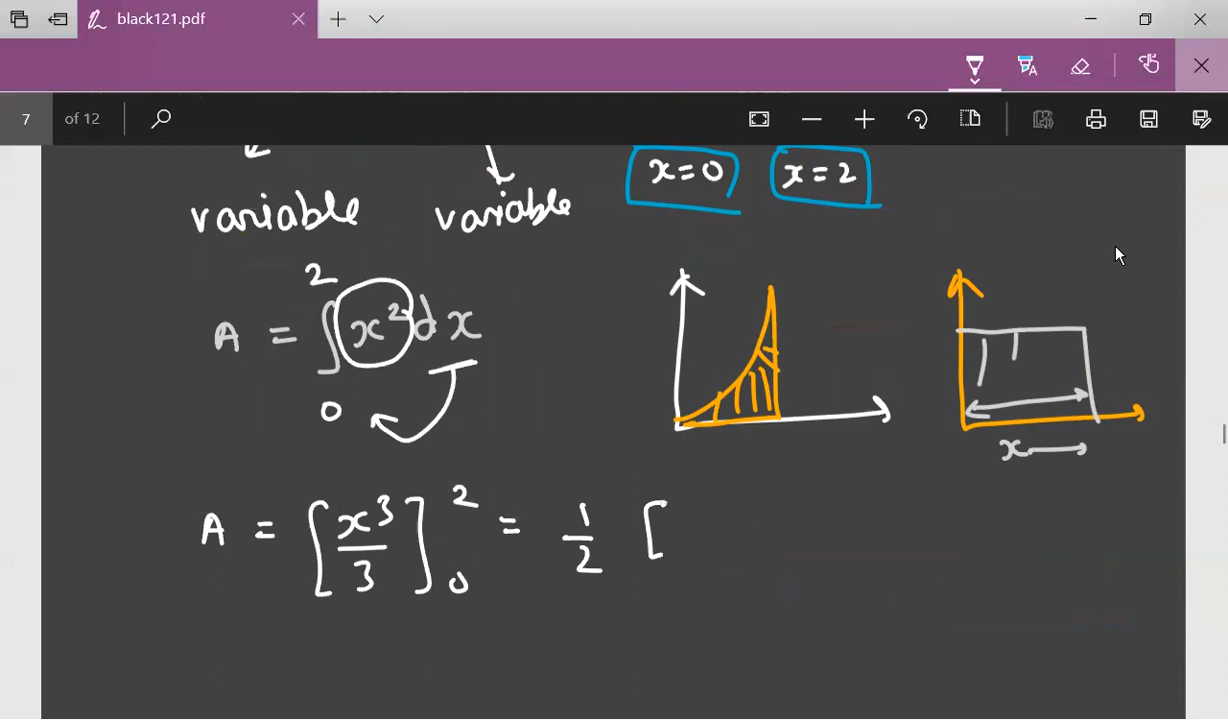 black121.pdf
7 of 12
x=0 x=2
variable variable
A = ∫₀² x² dx
x
A = [x³/3]₀² = 1/2 [